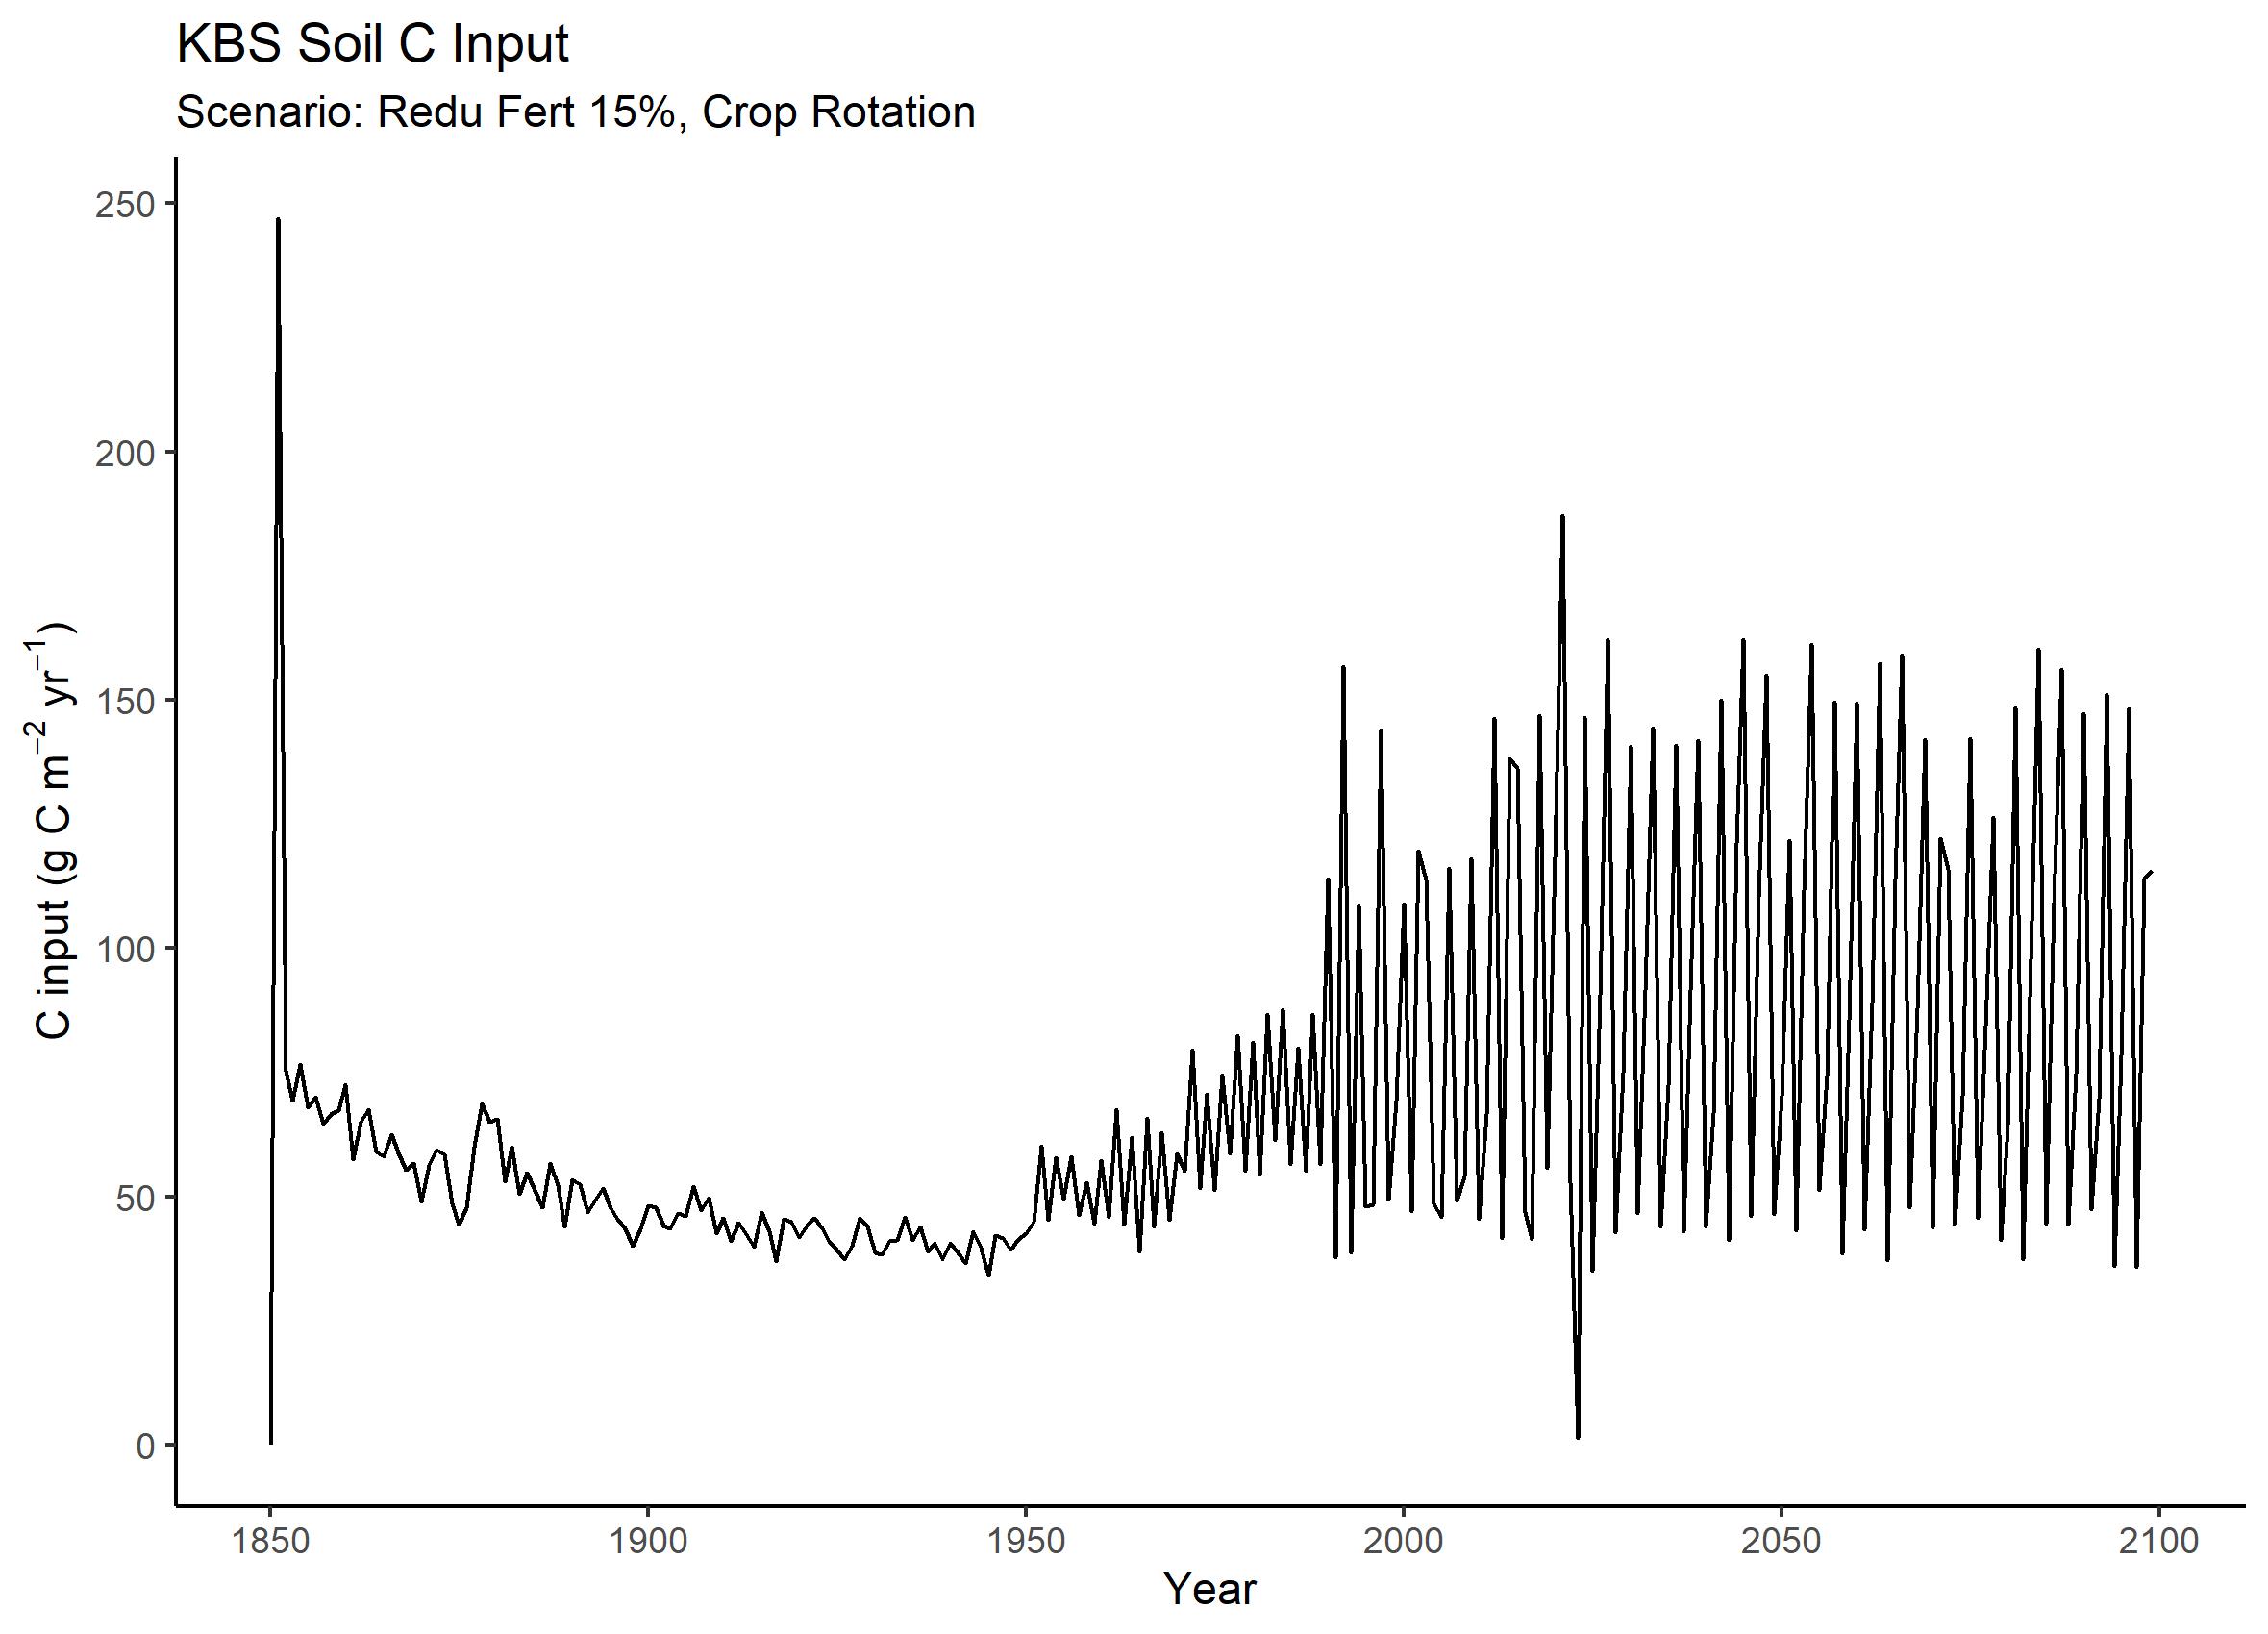 KBS Soil C Input
Scenario: Redu Fert 15%, Crop Rotation
C input (g C m⁻² yr⁻¹)
250
200
150
100
50
0
1850 1900 1950 2000 2050 2100
Year